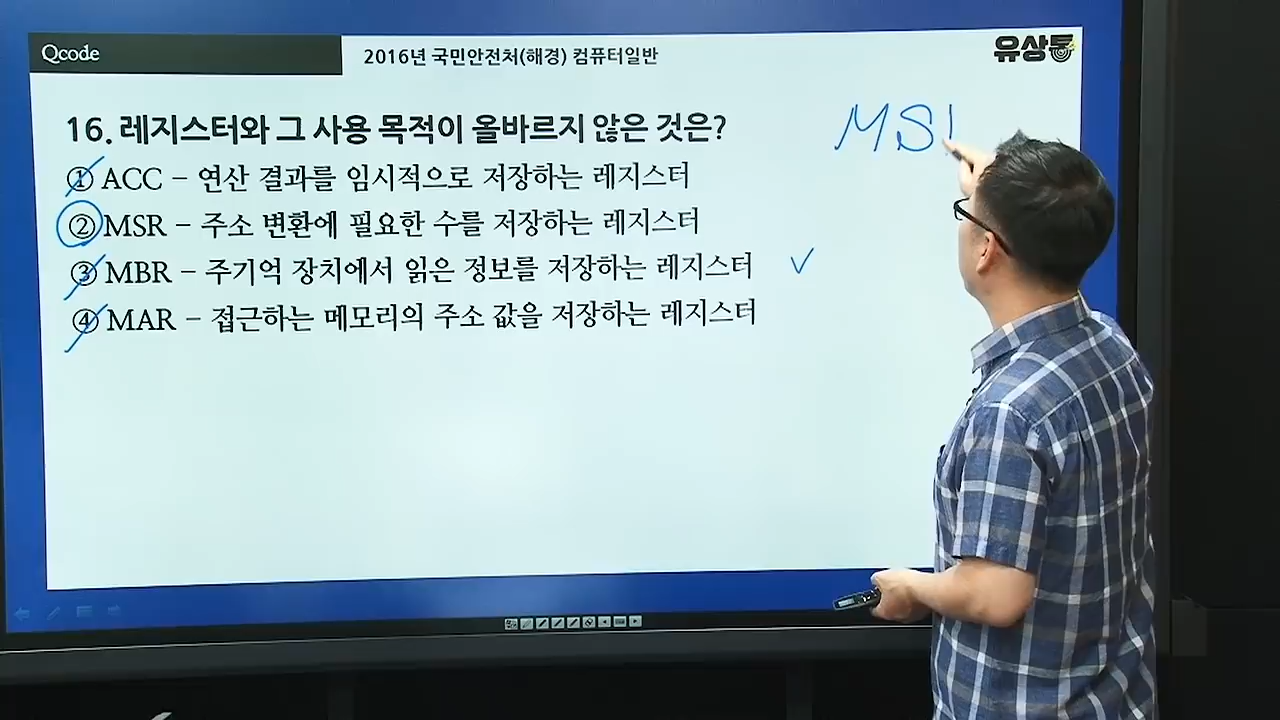 Qcode
2016년 국민안전처(해경) 컴퓨터일반
유상통
16. 레지스터와 그 사용 목적이 올바르지 않은 것은?
① ACC – 연산 결과를 임시적으로 저장하는 레지스터
② MSR – 주소 변환에 필요한 수를 저장하는 레지스터
③ MBR – 주기억 장치에서 읽은 정보를 저장하는 레지스터
④ MAR – 접근하는 메모리의 주소 값을 저장하는 레지스터
MS